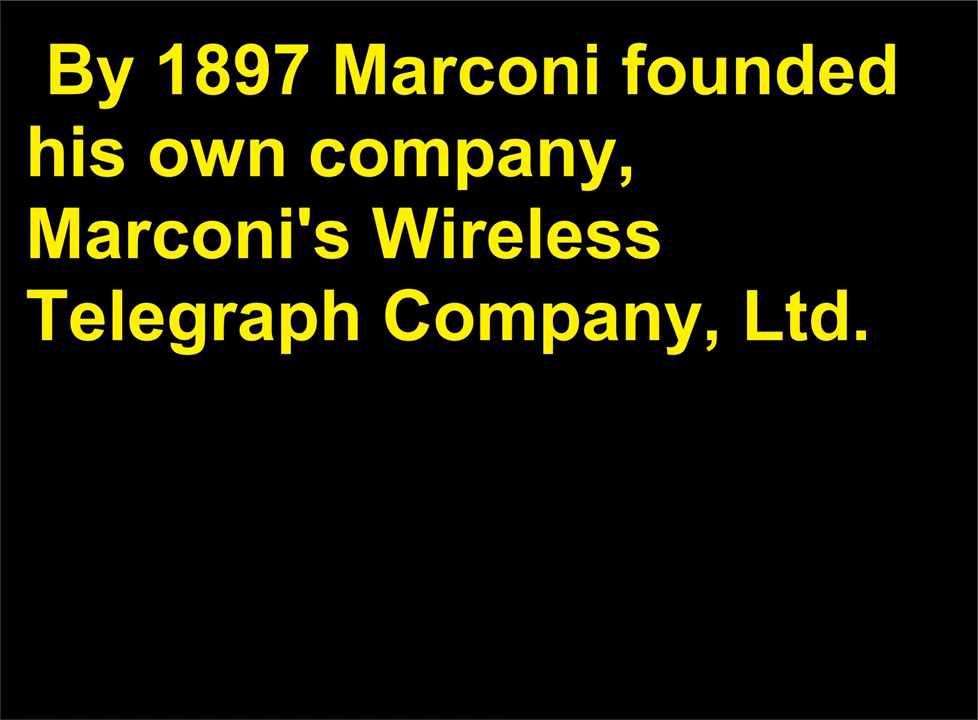 By 1897 Marconi founded
his own company,
Marconi's Wireless
Telegraph Company, Ltd.